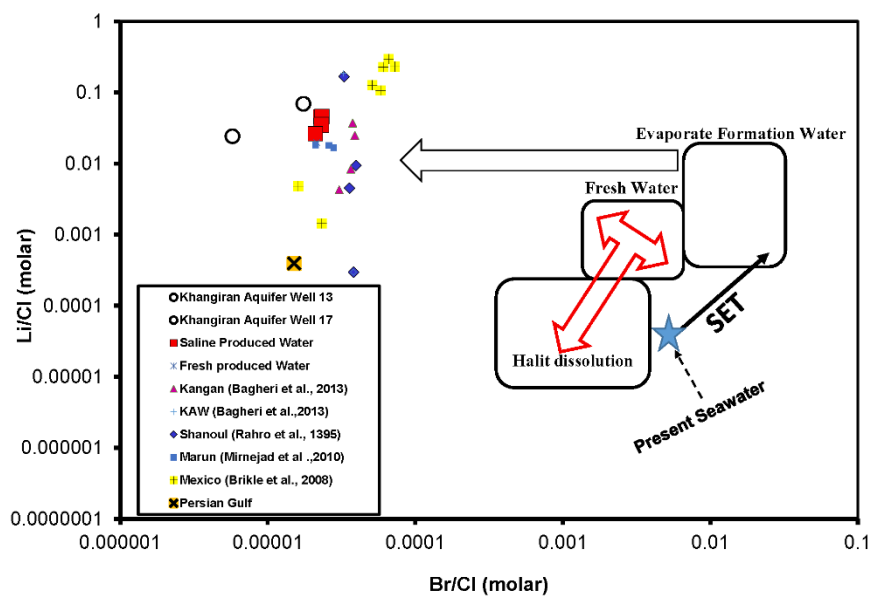 1
0.1
0.01
0.001
0.0001
0.00001
0.000001
0.0000001
Li/Cl (molar)
Evaporate Formation Water
Fresh Water
Halit dissolution
SET
Present Seawater
Khangiran Aquifer Well 13
Khangiran Aquifer Well 17
Saline Produced Water
Fresh produced Water
Kangan (Bagheri et al., 2013)
KAW (Bagheri et al.,2013)
Shanoul (Rahro et al., 1395)
Marun (Mirnejad et al .,2010)
Mexico (Brikle et al., 2008)
Persian Gulf
0.000001 0.00001 0.0001 0.001 0.01 0.1
Br/Cl (molar)